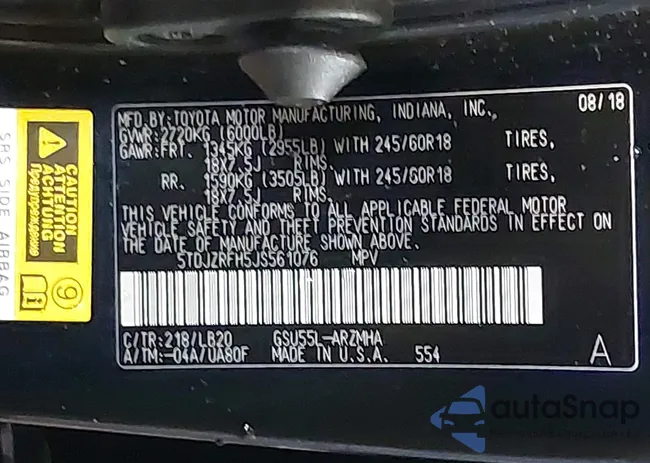 MFD.BY:TOYOTA MOTOR MANUFACTURING, INDIANA, INC. 08/18
GVWR:2720KG (6000LB)
GAWR:FRT. 1345KG (2955LB) WITH 245/60R18 TIRES,
18X7.5J RIMS.
RR. 1590KG (3505LB) WITH 245/60R18 TIRES,
18X7.5J RIMS.
THIS VEHICLE CONFORMS TO ALL APPLICABLE FEDERAL MOTOR
VEHICLE SAFETY AND THEFT PREVENTION STANDARDS IN EFFECT ON
THE DATE OF MANUFACTURE SHOWN ABOVE.
5TDJZRFH5JS561076 MPV
C/TR:218/LB20 GSU55L-ARZMHA
A/TM:-04A/UA80F MADE IN U.S.A. 554 A
SRS SIDE AIRBAG
CAUTION
ATTENTION
ACHTUNG
Предупреждение
9
i
autoSnap